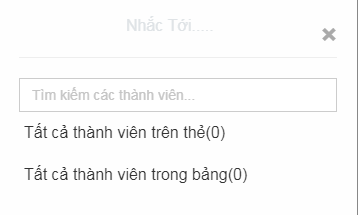 Nhắc Tới.....
Tìm kiếm các thành viên...
Tất cả thành viên trên thẻ(0)
Tất cả thành viên trong bảng(0)